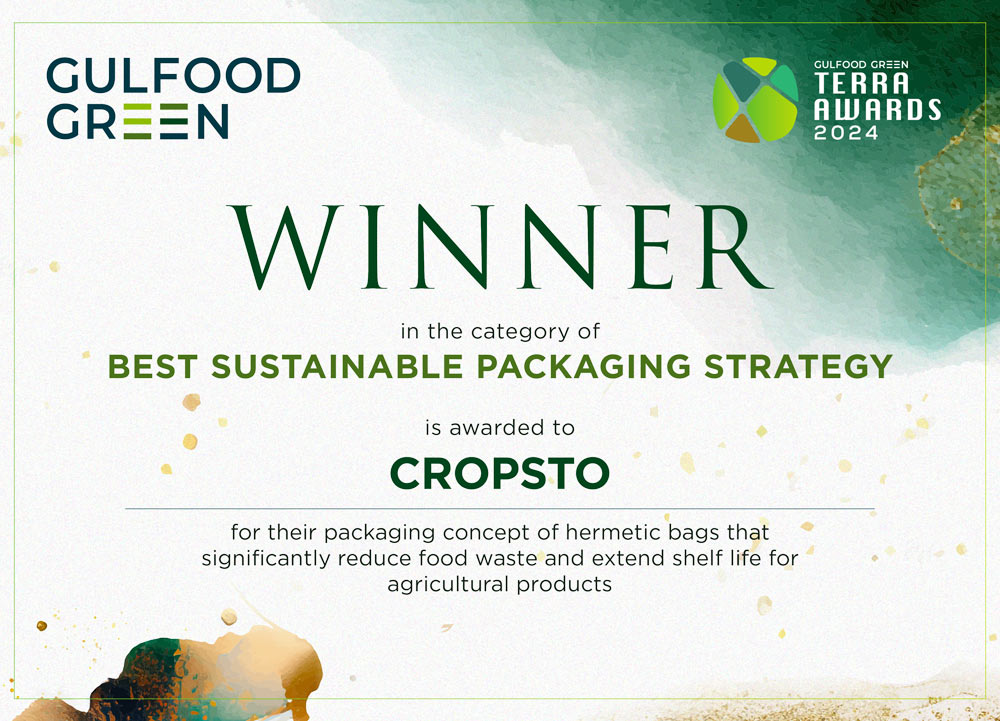 GULFOOD
GREEN
GULFOOD GREEN
TERRA
AWARDS
2024
WINNER
in the category of
BEST SUSTAINABLE PACKAGING STRATEGY
is awarded to
CROPSTO
for their packaging concept of hermetic bags that
significantly reduce food waste and extend shelf life for
agricultural products